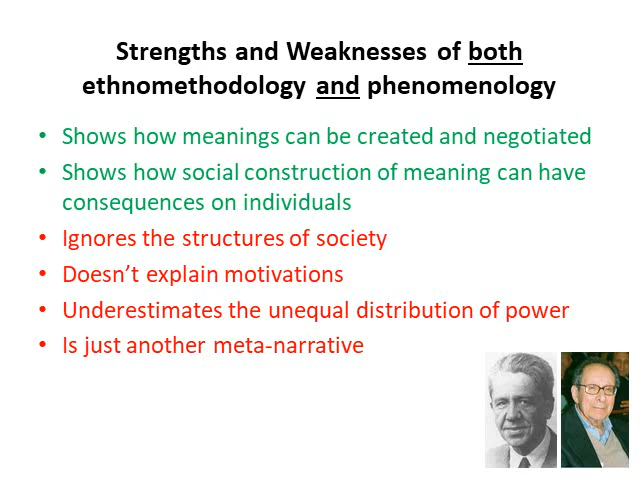 Strengths and Weaknesses of both
ethnomethodology and phenomenology
• Shows how meanings can be created and negotiated
• Shows how social construction of meaning can have
consequences on individuals
• Ignores the structures of society
• Doesn’t explain motivations
• Underestimates the unequal distribution of power
• Is just another meta-narrative